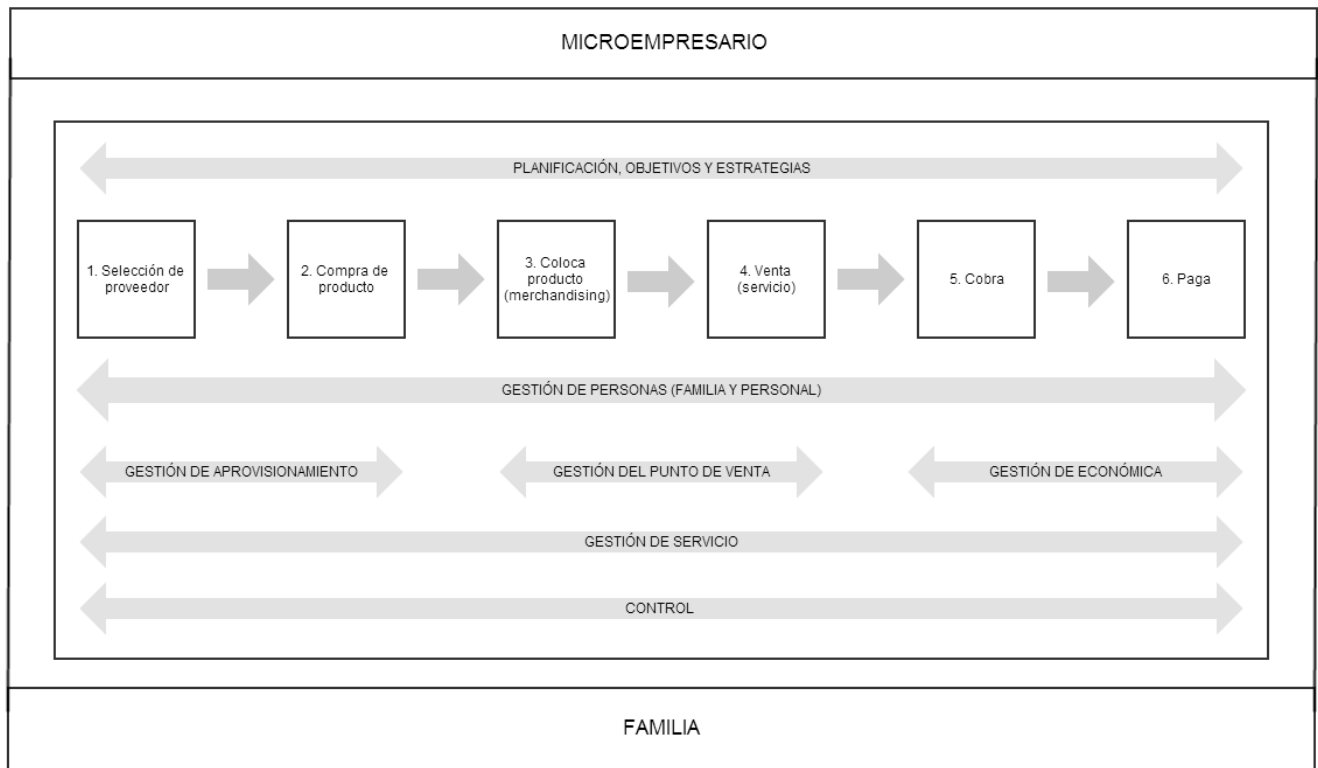 MICROEMPRESARIO
PLANIFICACIÓN, OBJETIVOS Y ESTRATEGIAS
1. Selección de
proveedor
2. Compra de
producto
3. Coloca
producto
(merchandising)
4. Venta
(servicio)
5. Cobra
6. Paga
GESTIÓN DE PERSONAS (FAMILIA Y PERSONAL)
GESTIÓN DE APROVISIONAMIENTO
GESTIÓN DEL PUNTO DE VENTA
GESTIÓN DE ECONÓMICA
GESTIÓN DE SERVICIO
CONTROL
FAMILIA